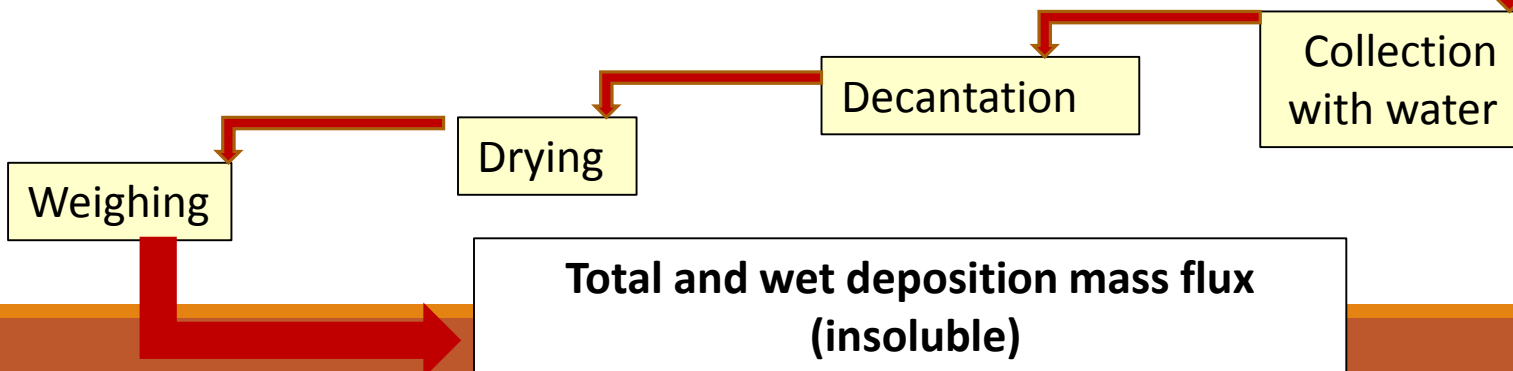 Collection
with water
Decantation
Drying
Weighing
Total and wet deposition mass flux
(insoluble)